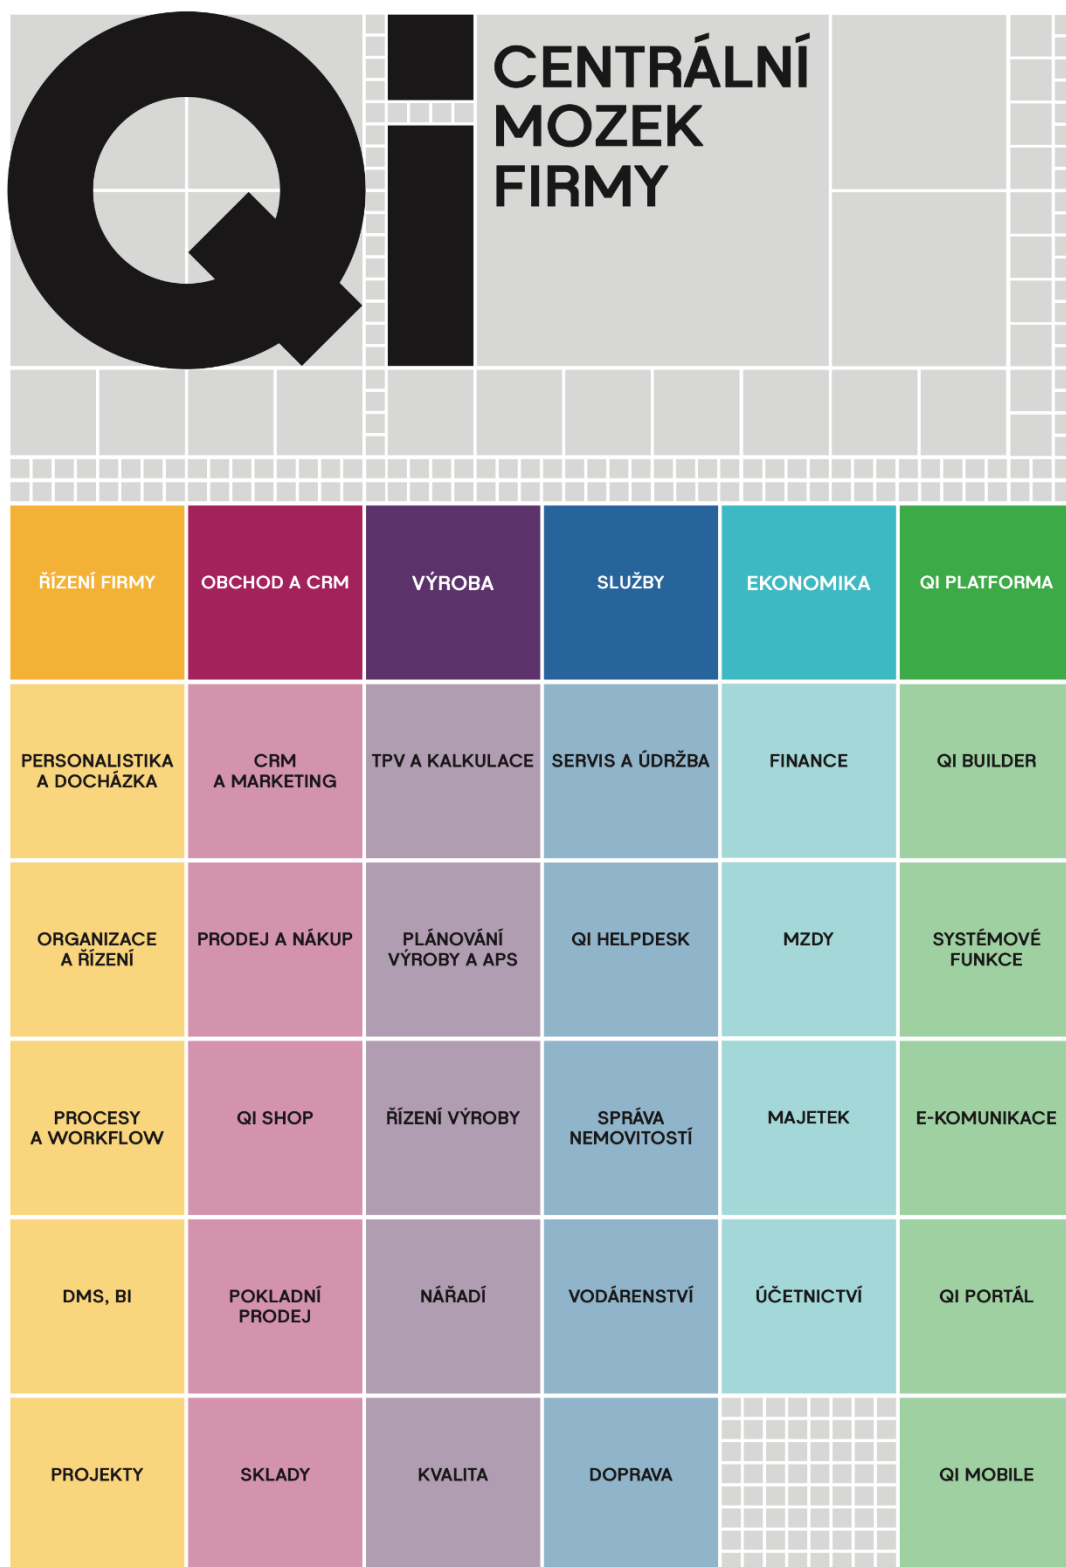 Qi
CENTRÁLNÍ
MOZEK
FIRMY
ŘÍZENÍ FIRMY
OBCHOD A CRM
VÝROBA
SLUŽBY
EKONOMIKA
QI PLATFORMA
PERSONALISTIKA
A DOCHÁZKA
CRM
A MARKETING
TPV A KALKULACE
SERVIS A ÚDRŽBA
FINANCE
QI BUILDER
ORGANIZACE
A ŘÍZENÍ
PRODEJ A NÁKUP
PLÁNOVÁNÍ
VÝROBY A APS
QI HELPDESK
MZDY
SYSTÉMOVÉ
FUNKCE
PROCESY
A WORKFLOW
QI SHOP
ŘÍZENÍ VÝROBY
SPRÁVA
NEMOVITOSTÍ
MAJETEK
E-KOMUNIKACE
DMS, BI
POKLADNÍ
PRODEJ
NÁŘADÍ
VODÁRENSTVÍ
ÚČETNICTVÍ
QI PORTÁL
PROJEKTY
SKLADY
KVALITA
DOPRAVA
QI MOBILE